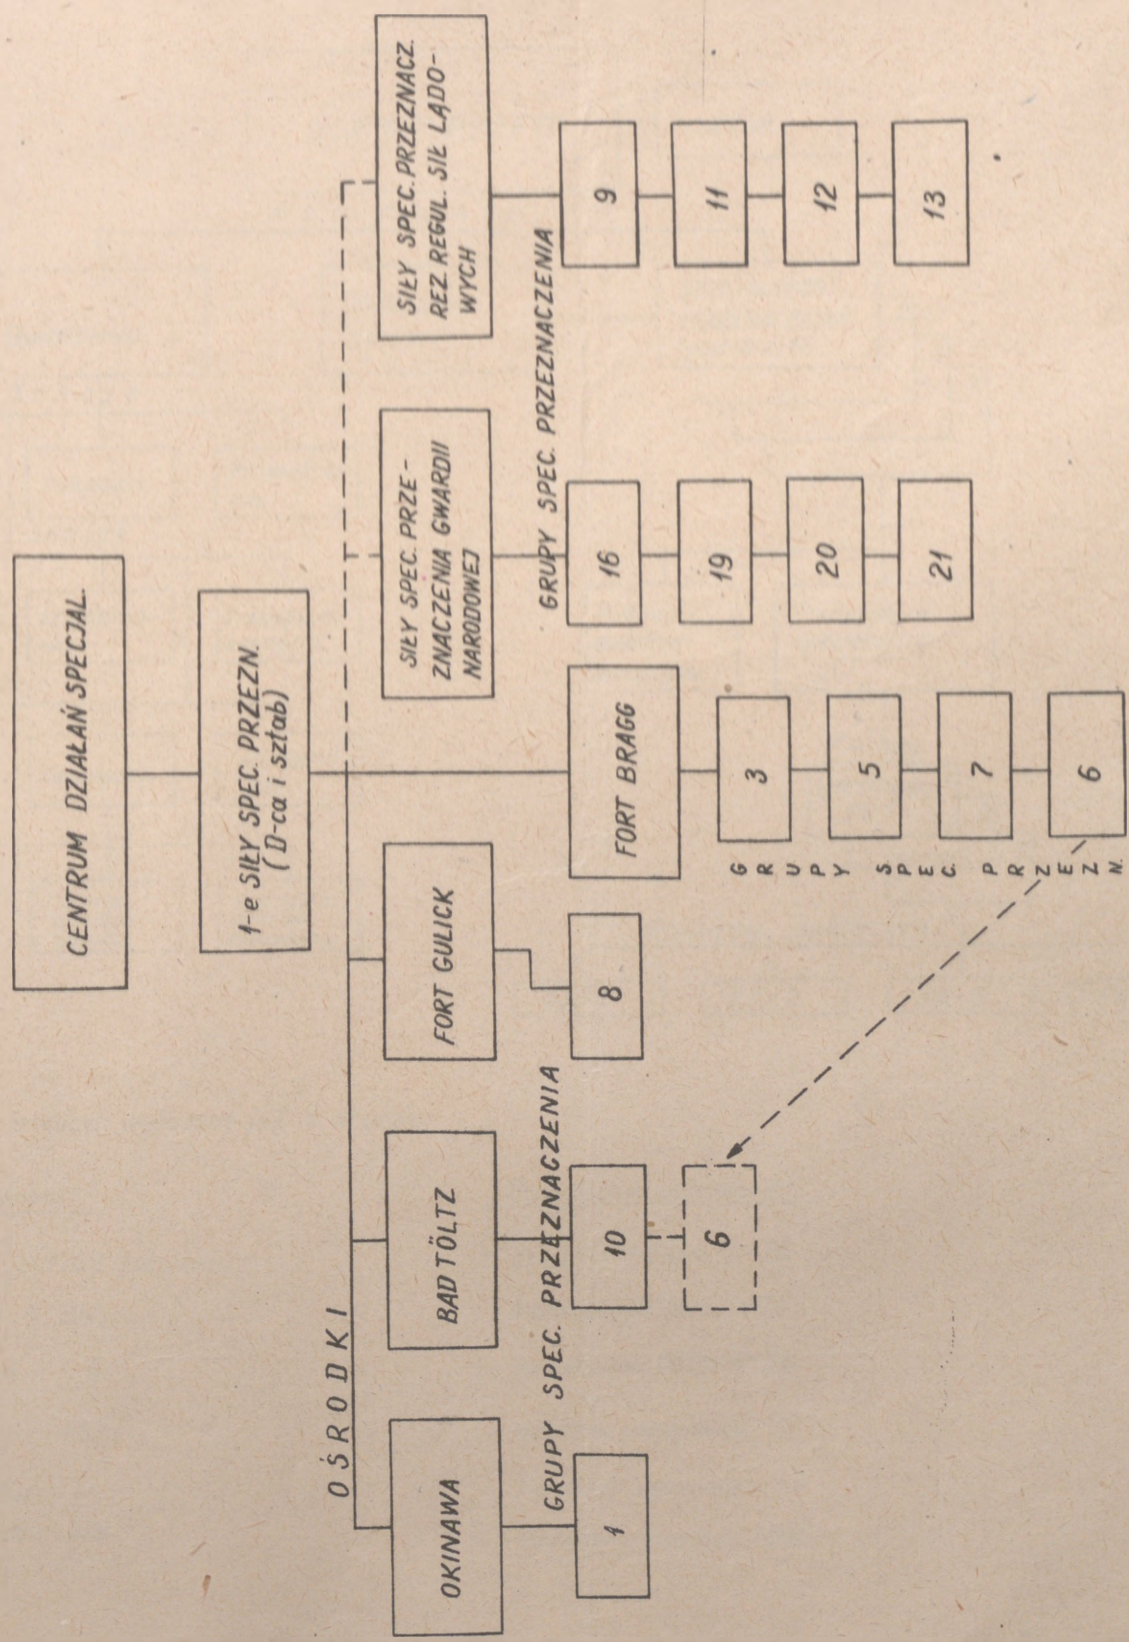 CENTRUM DZIAŁAŃ SPECJAL.
1-e SIŁY SPEC. PRZEZN.
(D-ca i sztab)
OŚRODKI
OKINAWA
BAD TÖLTZ
FORT GULICK
FORT BRAGG
SIŁY SPEC. PRZE-
ZNACZENIA GWARDII
NARODOWEJ
SIŁY SPEC. PRZEZNACZ.
REZ. REGUL. SIŁ LĄDO-
WYCH
GRUPY SPEC. PRZEZNACZENIA
1
10
6
8
GRUPY SPEC. PRZEZN.
3
5
7
6
GRUPY SPEC. PRZEZNACZENIA
16
19
20
21
9
11
12
13